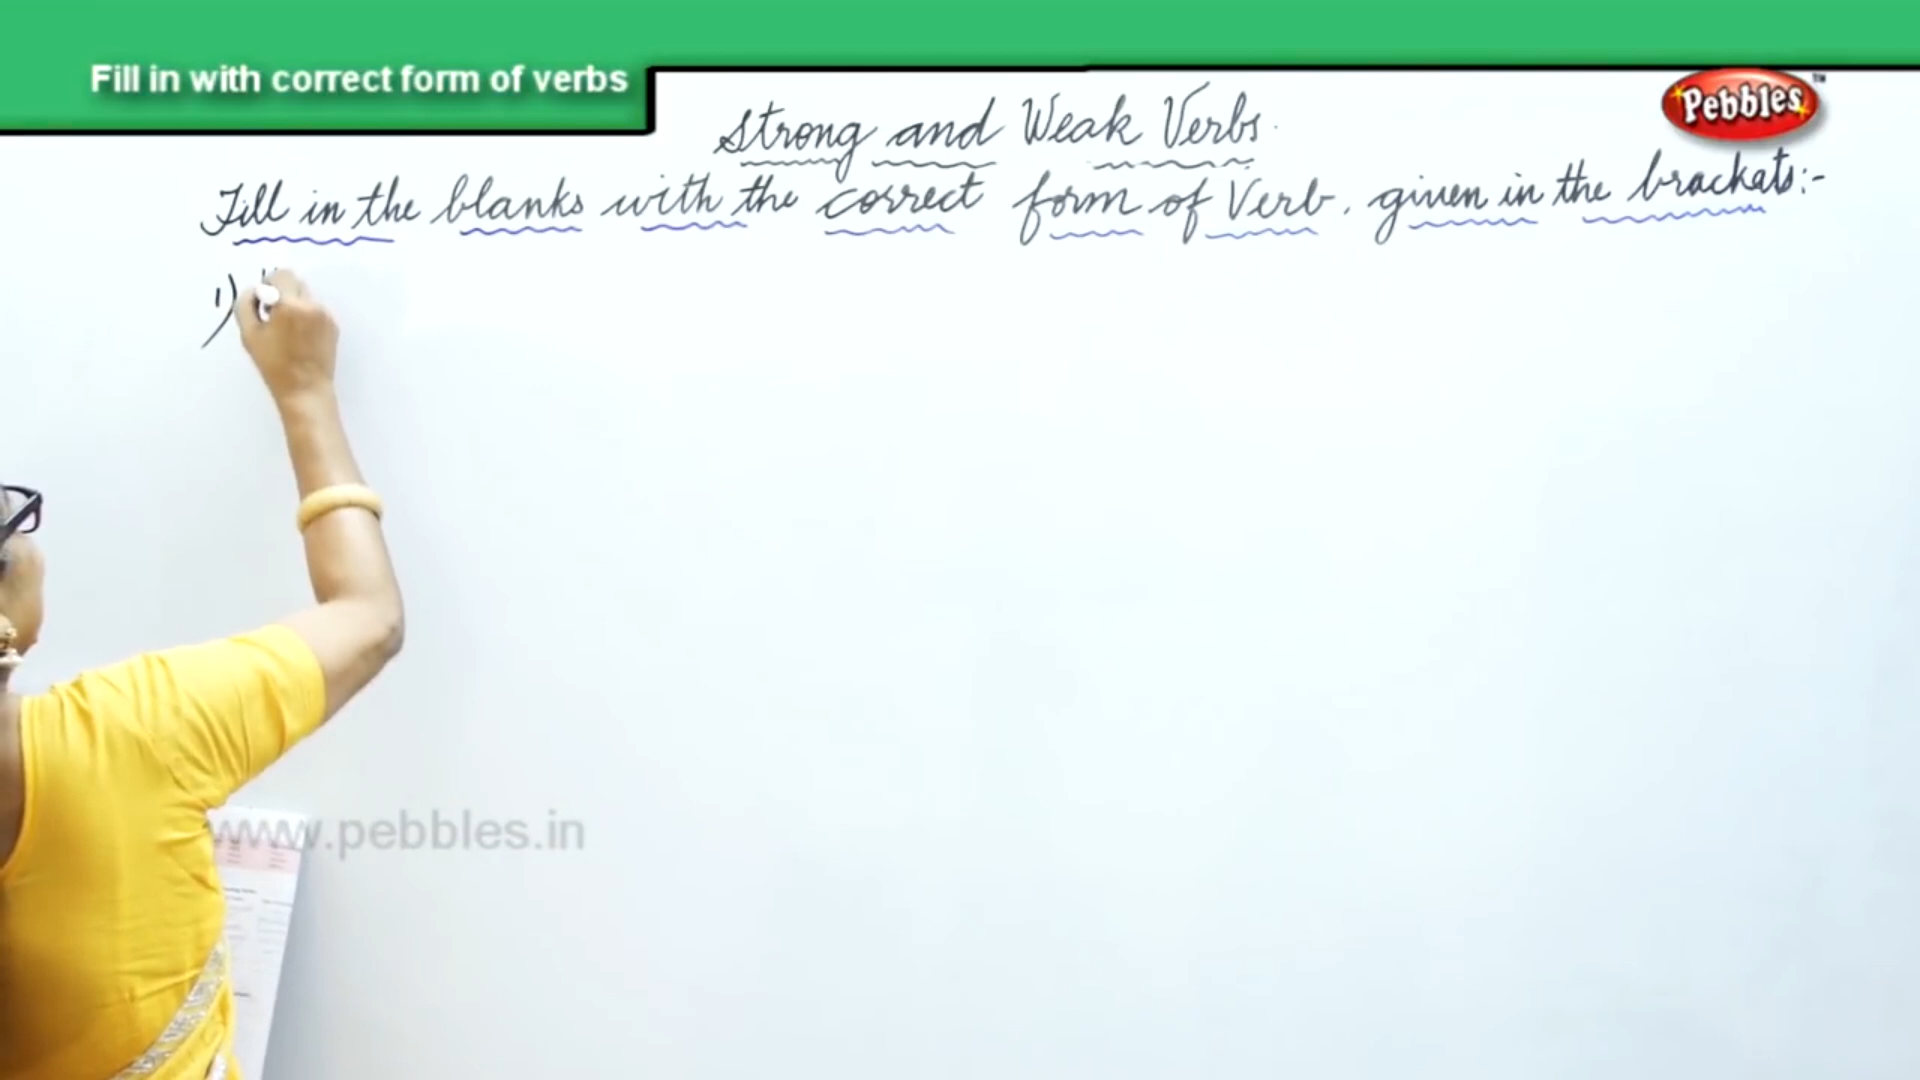 Fill in with correct form of verbs
Pebbles™
Strong and Weak Verbs.
Fill in the blanks with the correct form of Verb, given in the brackats:-
1)
www.pebbles.in